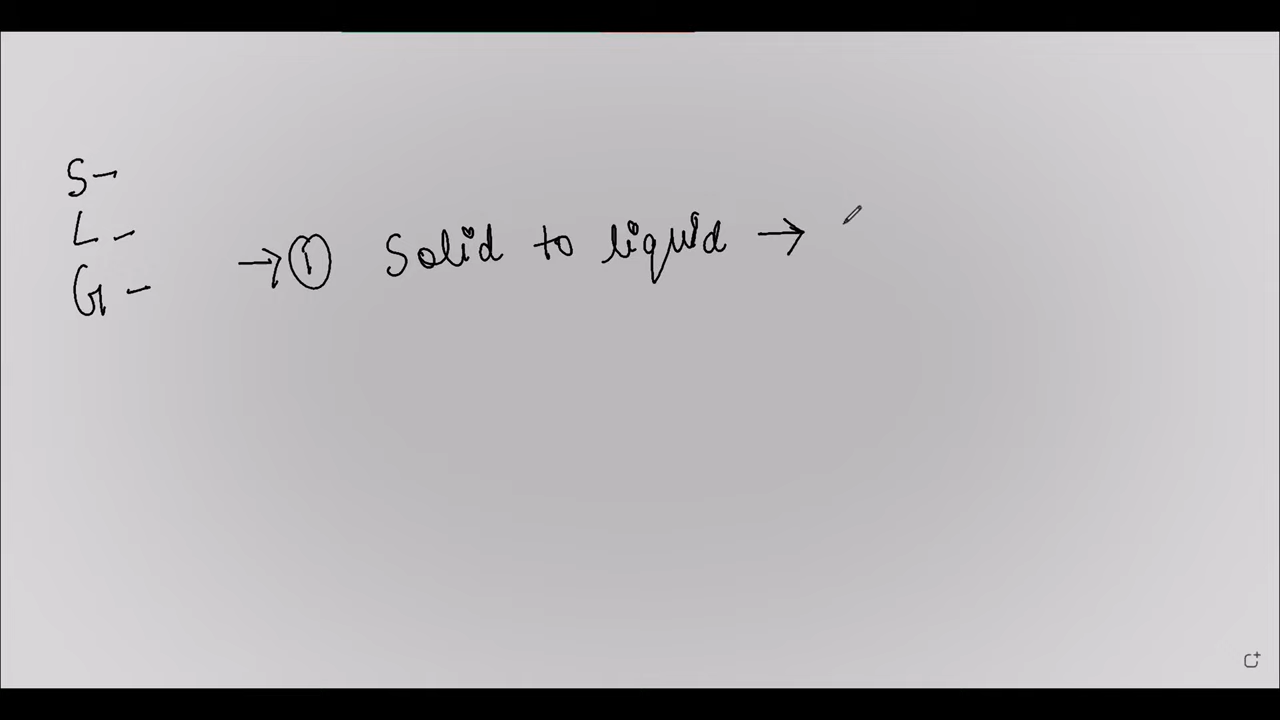 S-
L-
G-
→① Solid to liquid →